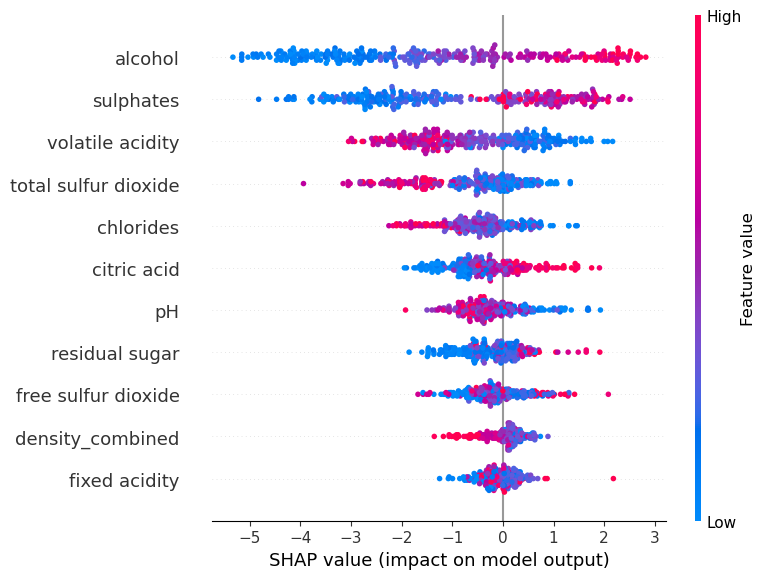 High
alcohol
sulphates
volatile acidity
total sulfur dioxide
chlorides
citric acid
pH
residual sugar
free sulfur dioxide
density_combined
fixed acidity
Feature value
Low
−5 −4 −3 −2 −1 0 1 2 3
SHAP value (impact on model output)